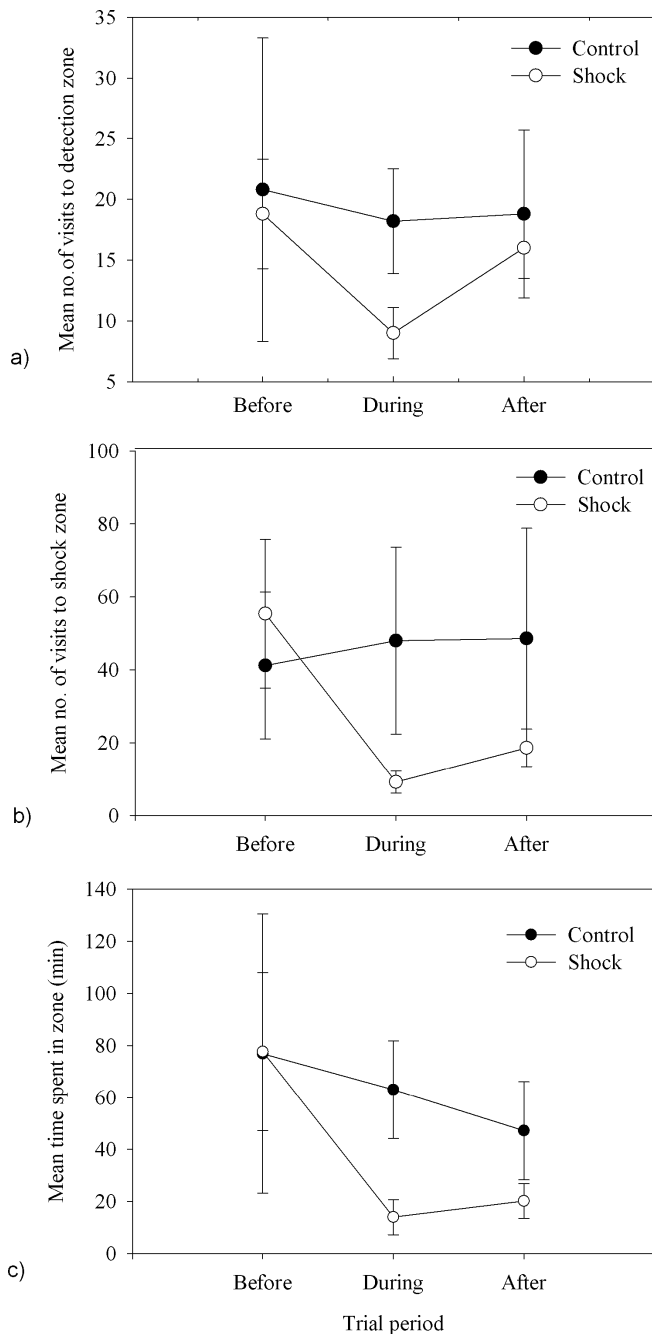 35
30
25
20
15
10
5
Mean no.of visits to detection zone
Control
Shock
a)
Before During After
100
80
60
40
20
0
Mean no. of visits to shock zone
Control
Shock
b)
Before During After
140
120
100
80
60
40
20
0
Mean time spent in zone (min)
Control
Shock
c)
Before During After
Trial period